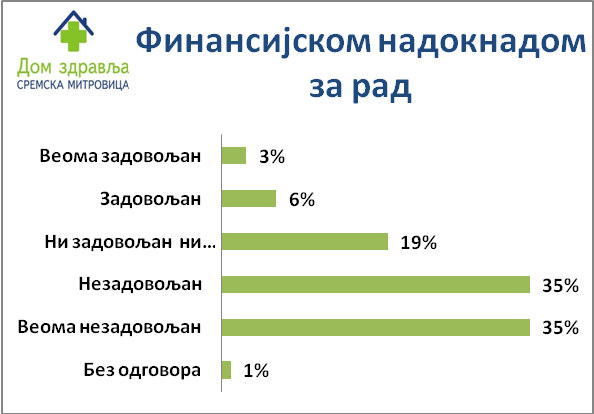 Дом здравља
СРЕМСКА МИТРОВИЦА
Финансијском надокнадом
за рад
Веома задовољан 3%
Задовољан 6%
Ни задовољан ни... 19%
Незадовољан 35%
Веома незадовољан 35%
Без одговора 1%